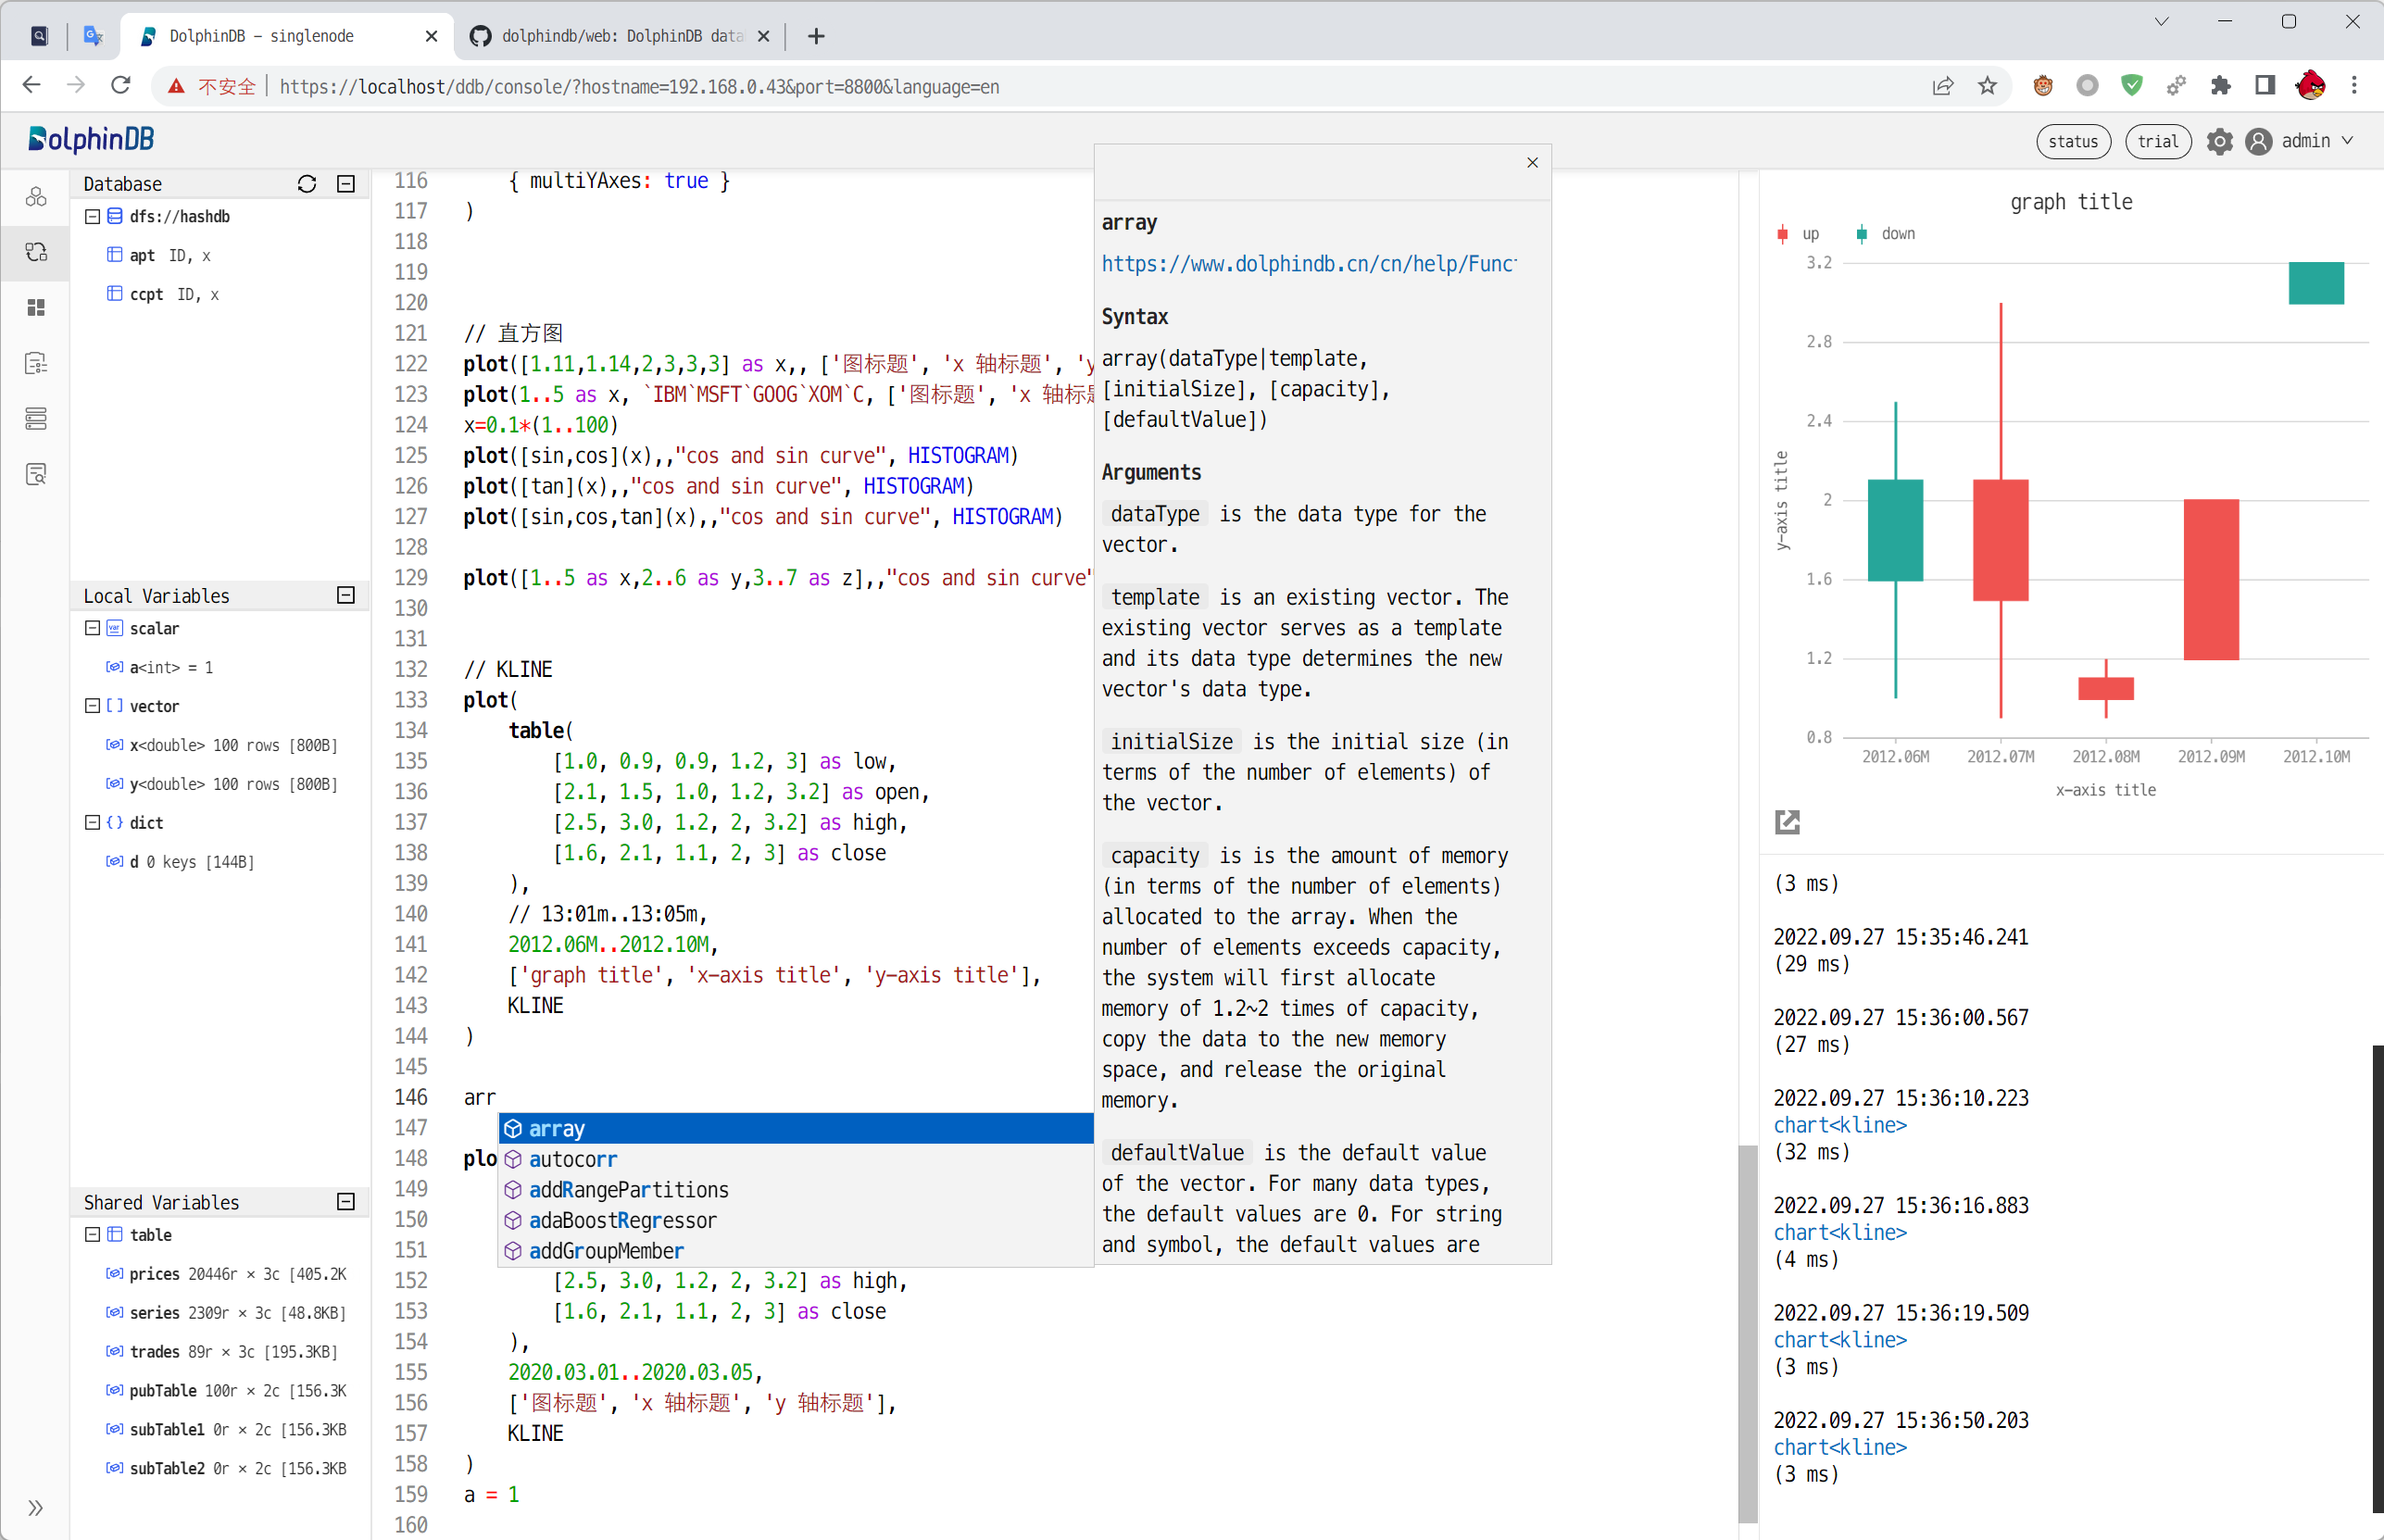 DolphinDB - singlenode
dolphindb/web: DolphinDB data
不安全
https://localhost/ddb/console/?hostname=192.168.0.43&port=8800&language=en
DolphinDB
status
trial
admin
Database
dfs://hashdb
apt ID, x
ccpt ID, x
Local Variables
scalar
a<int> = 1
vector
x<double> 100 rows [800B]
y<double> 100 rows [800B]
dict
d 0 keys [144B]
Shared Variables
table
prices 20446r × 3c [405.2K
series 2309r × 3c [48.8KB]
trades 89r × 3c [195.3KB]
pubTable 100r × 2c [156.3K
subTable1 0r × 2c [156.3KB
subTable2 0r × 2c [156.3KB
116 { multiYAxes: true }
117 )
118
119
120
121 // 直方图
122 plot([1.11,1.14,2,3,3,3] as x,, ['图标题', 'x 轴标题', 'y
123 plot(1..5 as x, `IBM`MSFT`GOOG`XOM`C, ['图标题', 'x 轴标题
124 x=0.1*(1..100)
125 plot([sin,cos](x),,"cos and sin curve", HISTOGRAM)
126 plot([tan](x),,"cos and sin curve", HISTOGRAM)
127 plot([sin,cos,tan](x),,"cos and sin curve", HISTOGRAM)
128
129 plot([1..5 as x,2..6 as y,3..7 as z],,"cos and sin curve"
130
131
132 // KLINE
133 plot(
134 table(
135 [1.0, 0.9, 0.9, 1.2, 3] as low,
136 [2.1, 1.5, 1.0, 1.2, 3.2] as open,
137 [2.5, 3.0, 1.2, 2, 3.2] as high,
138 [1.6, 2.1, 1.1, 2, 3] as close
139 ),
140 // 13:01m..13:05m,
141 2012.06M..2012.10M,
142 ['graph title', 'x-axis title', 'y-axis title'],
143 KLINE
144 )
145
146 arr
147
148 plo
149
150
151
array
autocorr
addRangePartitions
adaBoostRegressor
addGroupMember
152 [2.5, 3.0, 1.2, 2, 3.2] as high,
153 [1.6, 2.1, 1.1, 2, 3] as close
154 ),
155 2020.03.01..2020.03.05,
156 ['图标题', 'x 轴标题', 'y 轴标题'],
157 KLINE
158 )
159 a = 1
160
array
https://www.dolphindb.cn/cn/help/Funct
Syntax
array(dataType|template,
[initialSize], [capacity],
[defaultValue])
Arguments
dataType is the data type for the
vector.
template is an existing vector. The
existing vector serves as a template
and its data type determines the new
vector's data type.
initialSize is the initial size (in
terms of the number of elements) of
the vector.
capacity is is the amount of memory
(in terms of the number of elements)
allocated to the array. When the
number of elements exceeds capacity,
the system will first allocate
memory of 1.2~2 times of capacity,
copy the data to the new memory
space, and release the original
memory.
defaultValue is the default value
of the vector. For many data types,
the default values are 0. For string
and symbol, the default values are
graph title
up
down
3.2
2.8
2.4
2
1.6
1.2
0.8
y-axis title
2012.06M 2012.07M 2012.08M 2012.09M 2012.10M
x-axis title
(3 ms)
2022.09.27 15:35:46.241
(29 ms)
2022.09.27 15:36:00.567
(27 ms)
2022.09.27 15:36:10.223
chart<kline>
(32 ms)
2022.09.27 15:36:16.883
chart<kline>
(4 ms)
2022.09.27 15:36:19.509
chart<kline>
(3 ms)
2022.09.27 15:36:50.203
chart<kline>
(3 ms)